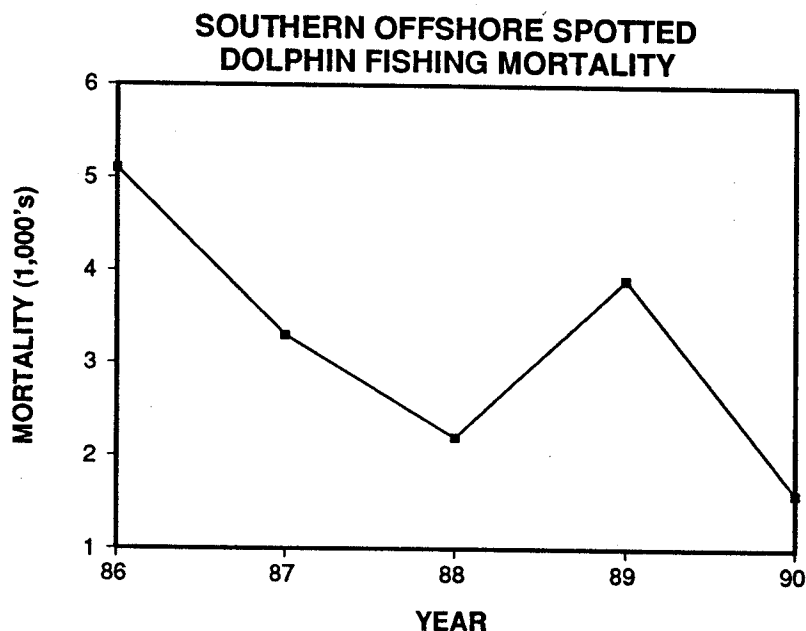 SOUTHERN OFFSHORE SPOTTED
DOLPHIN FISHING MORTALITY
MORTALITY (1,000's)
6
5
4
3
2
1
86 87 88 89 90
YEAR